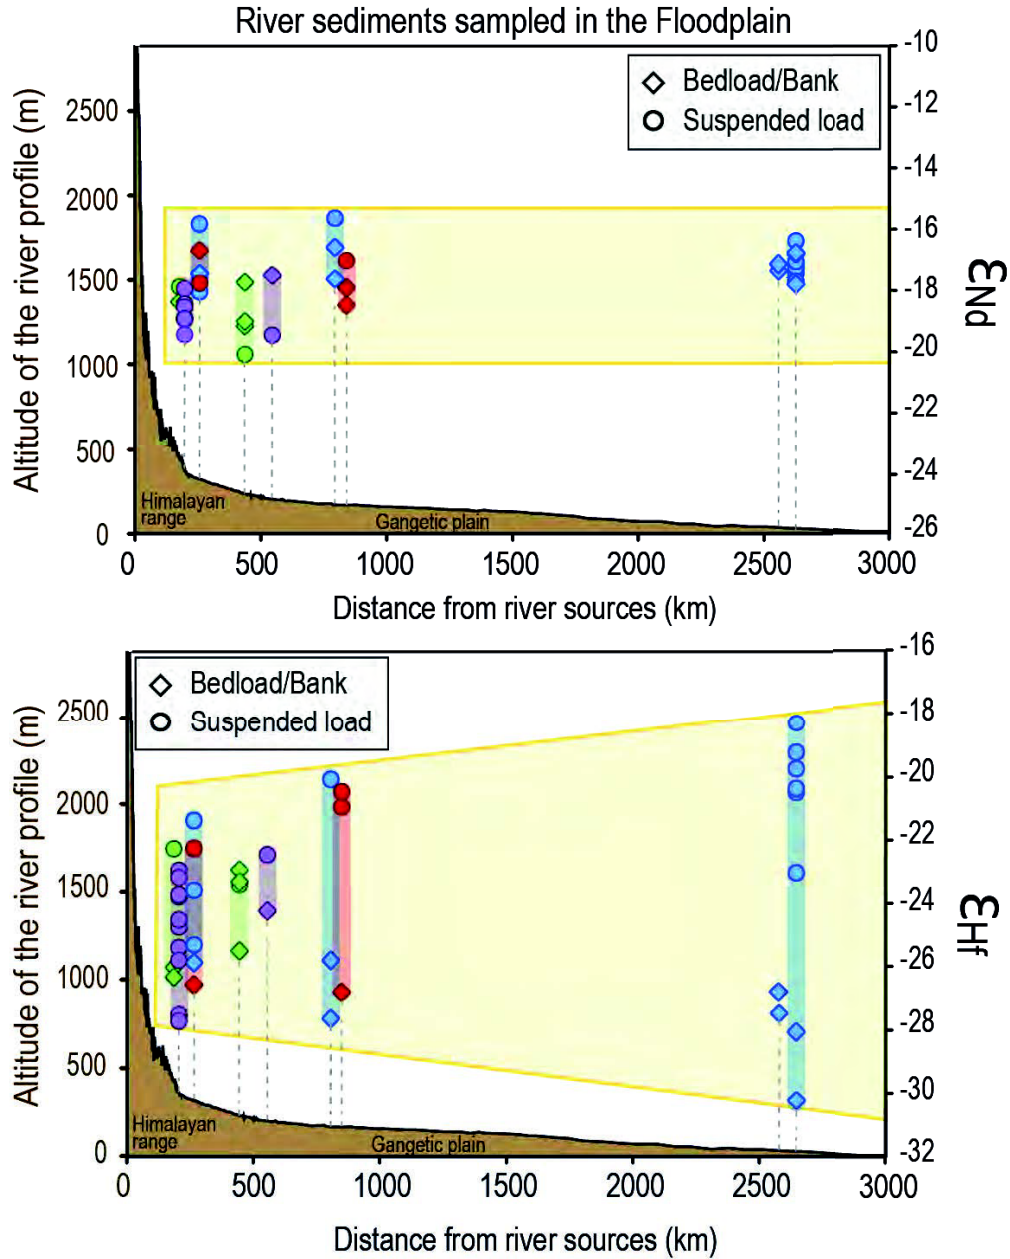 River sediments sampled in the Floodplain
Altitude of the river profile (m)
2500
2000
1500
1000
500
0
Bedload/Bank
Suspended load
-10
-12
-14
-16
-18
-20
-22
-24
-26
εNd
Himalayan
range
Gangetic plain
0
500
1000
1500
2000
2500
3000
Distance from river sources (km)
Altitude of the river profile (m)
2500
2000
1500
1000
500
0
Bedload/Bank
Suspended load
-16
-18
-20
-22
-24
-26
-28
-30
-32
εHf
Himalayan
range
Gangetic plain
0
500
1000
1500
2000
2500
3000
Distance from river sources (km)